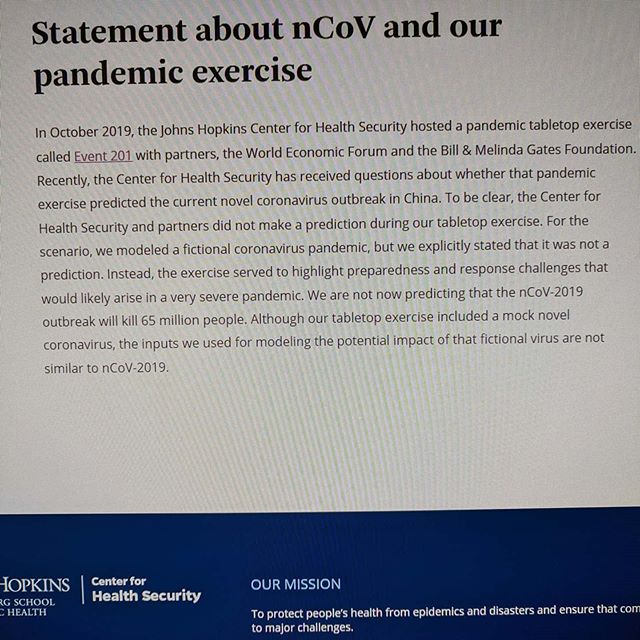 Statement about nCoV and our
pandemic exercise
In October 2019, the Johns Hopkins Center for Health Security hosted a pandemic tabletop exercise
called Event 201 with partners, the World Economic Forum and the Bill & Melinda Gates Foundation.
Recently, the Center for Health Security has received questions about whether that pandemic
exercise predicted the current novel coronavirus outbreak in China. To be clear, the Center for
Health Security and partners did not make a prediction during our tabletop exercise. For the
scenario, we modeled a fictional coronavirus pandemic, but we explicitly stated that it was not a
prediction. Instead, the exercise served to highlight preparedness and response challenges that
would likely arise in a very severe pandemic. We are not now predicting that the nCoV-2019
outbreak will kill 65 million people. Although our tabletop exercise included a mock novel
coronavirus, the inputs we used for modeling the potential impact of that fictional virus are not
similar to nCoV-2019.
HOPKINS
RG SCHOOL
C HEALTH
Center for
Health Security
OUR MISSION
To protect people's health from epidemics and disasters and ensure that com
to major challenges.